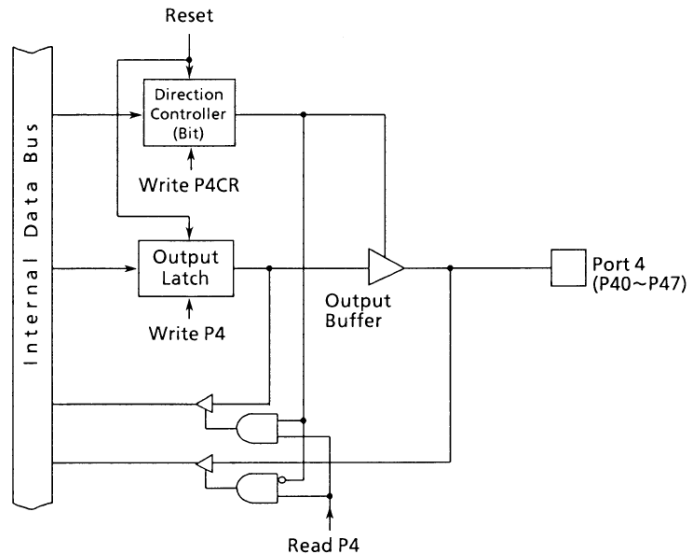 Reset
Internal Data Bus
Direction
Controller
(Bit)
Write P4CR
Output
Latch
Write P4
Output
Buffer
Port 4
(P40~P47)
Read P4